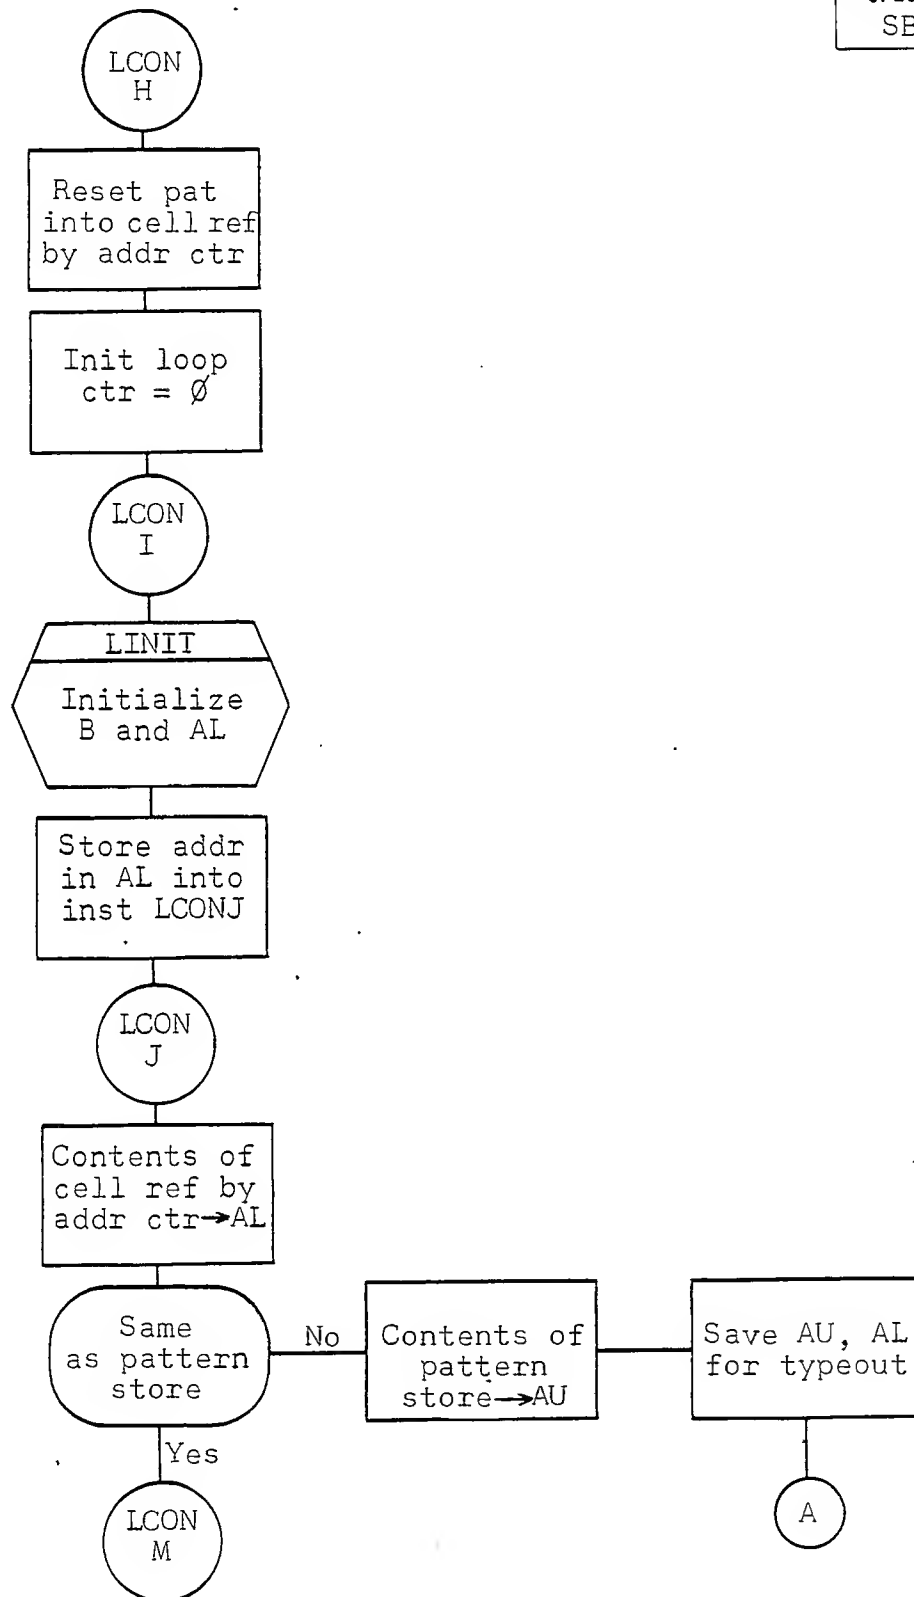 SB
LCON
H
Reset pat
into cell ref
by addr ctr
Init loop
ctr = Ø
LCON
I
LINIT
Initialize
B and AL
Store addr
in AL into
inst LCONJ
LCON
J
Contents of
cell ref by
addr ctr→AL
Same
as pattern
store
No
Contents of
pattern
store→AU
Save AU, AL
for typeout
Yes
A
LCON
M